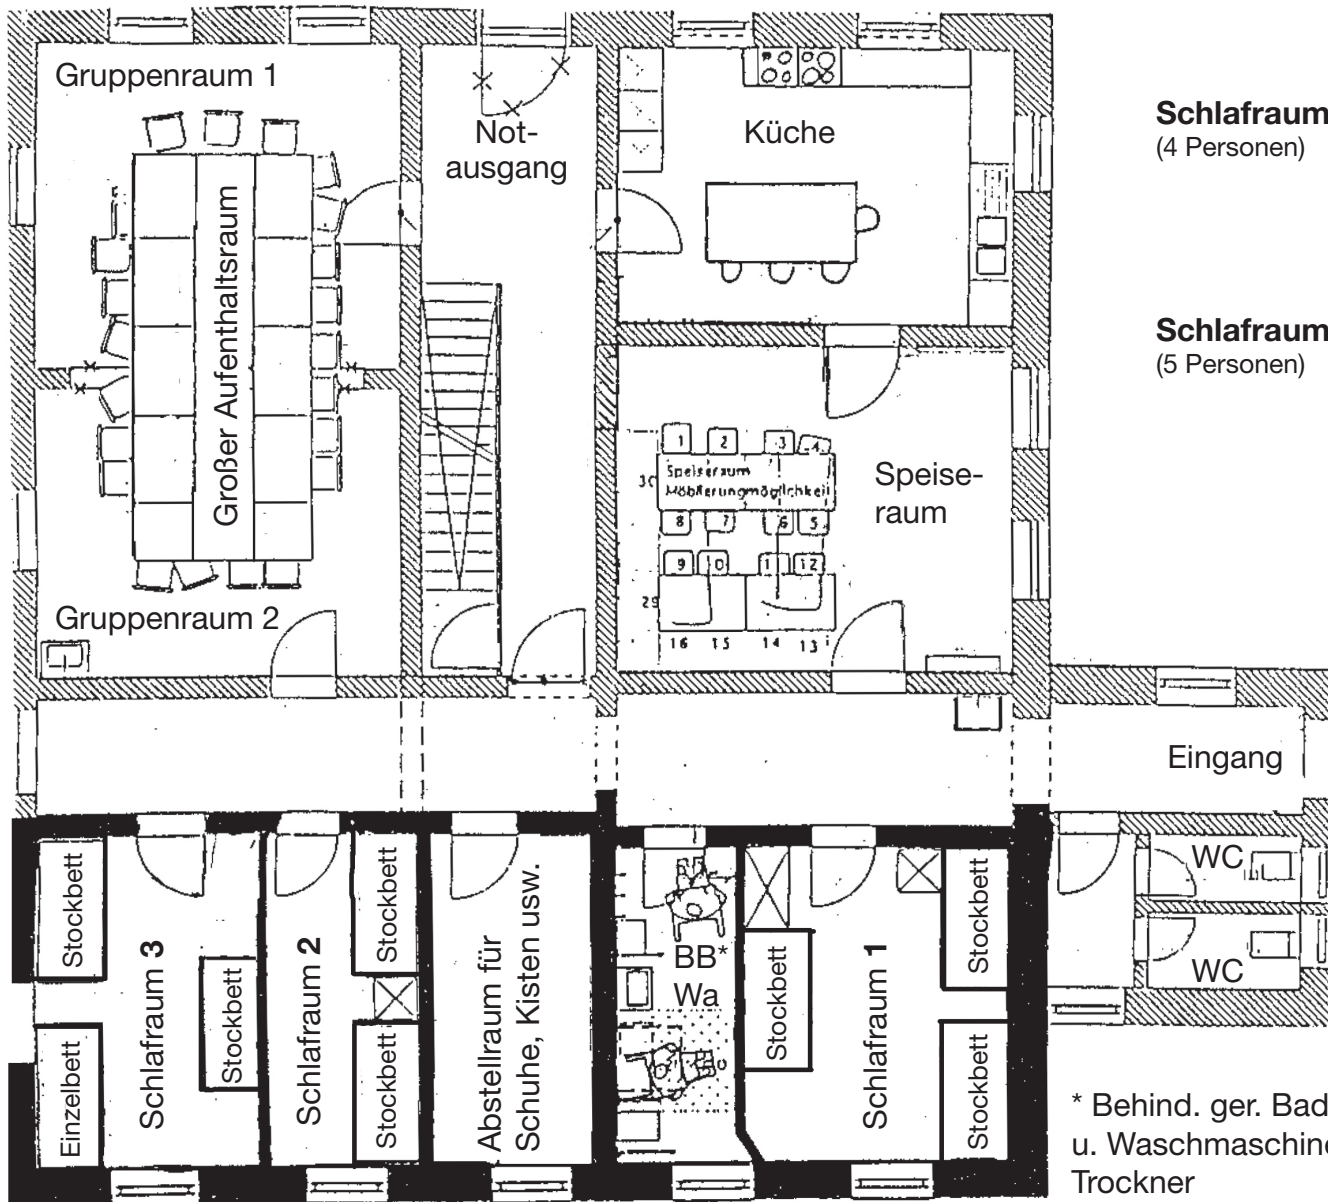 Gruppenraum 1
Not-
ausgang
Küche
Schlafraum
(4 Personen)
Großer Aufenthaltsraum
Schlafraum
(5 Personen)
1 2 3 4
30
Speiseraum
Möblierungmöglichkeit
8 7 6 5
Speise-
raum
9 10 11 12
29
16 15 14 13
Gruppenraum 2
Eingang
Stockbett
Schlafraum 3
Stockbett
Einzelbett
Stockbett
Schlafraum 2
Stockbett
Abstellraum für
Schuhe, Kisten usw.
BB*
Wa
Stockbett
Schlafraum 1
Stockbett
Stockbett
WC
WC
* Behind. ger. Bad
u. Waschmaschine
Trockner